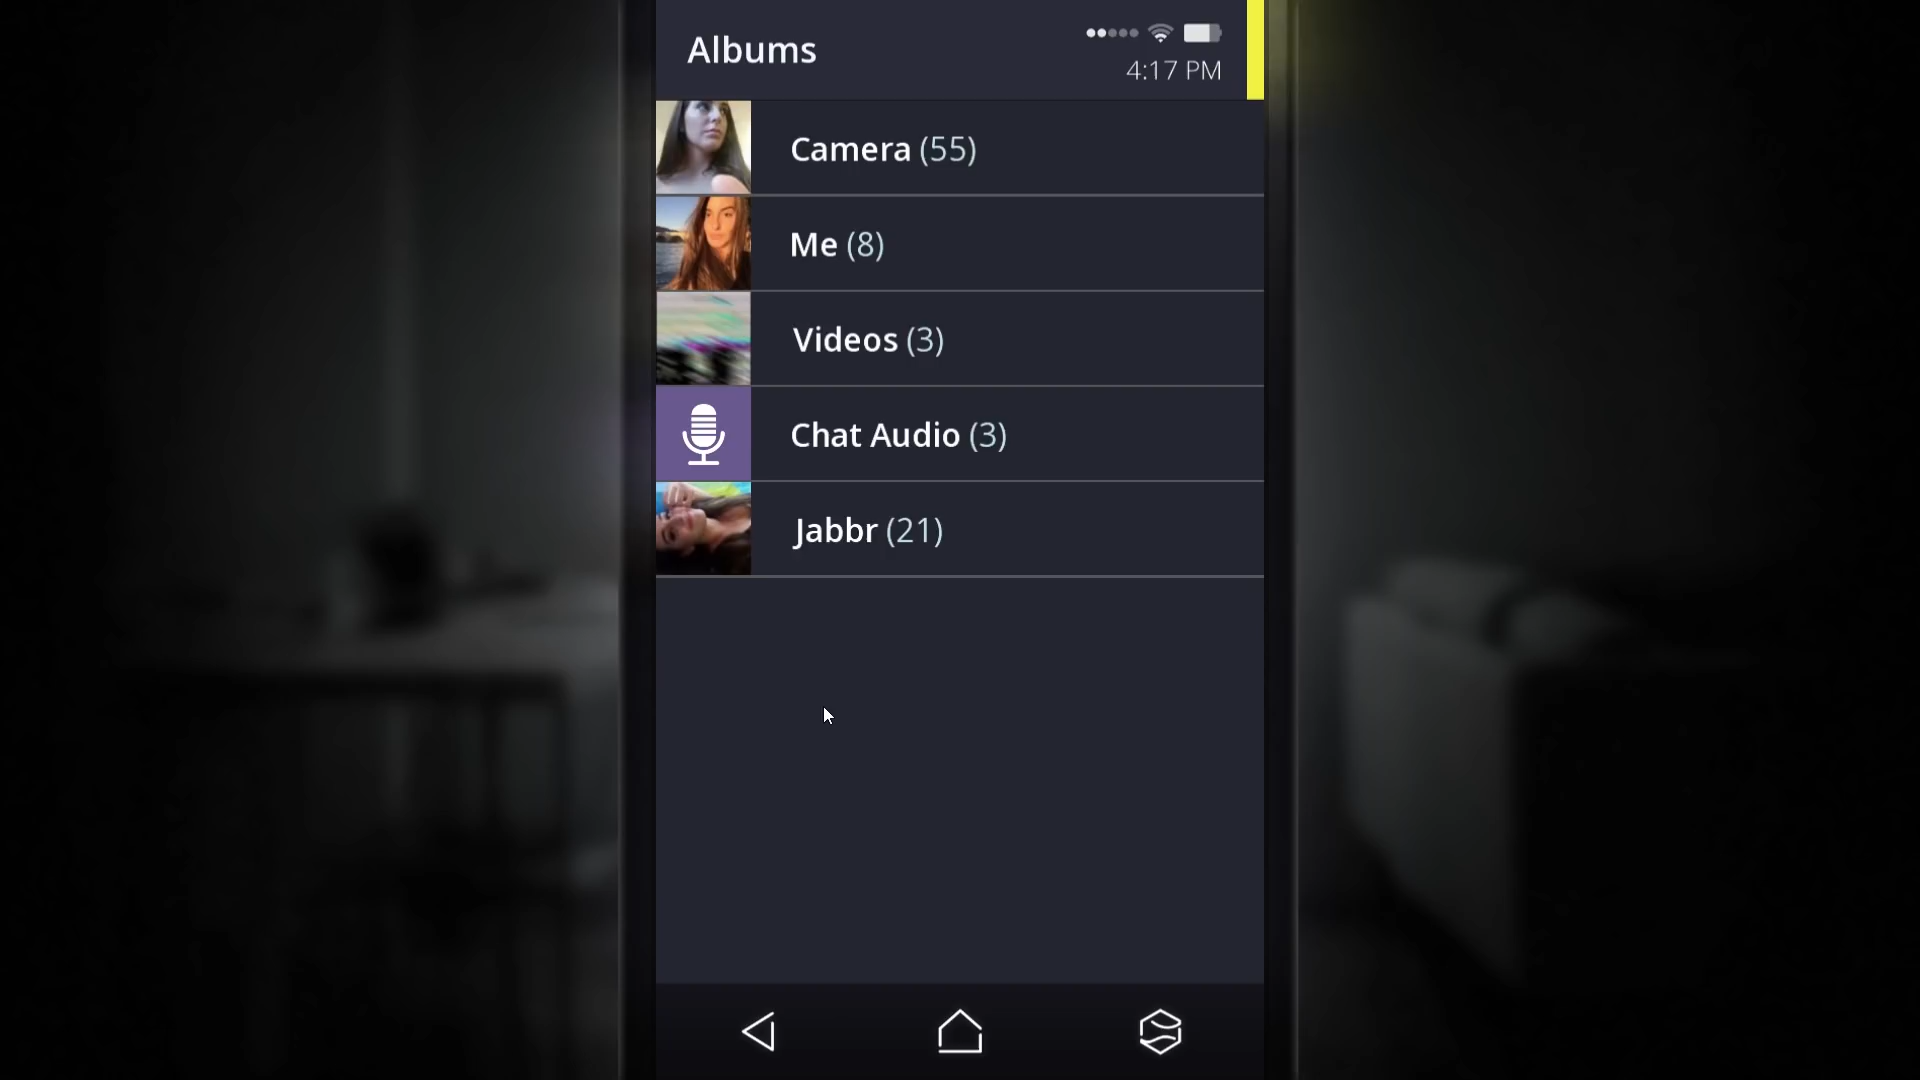 Albums
4:17 PM
Camera (55)
Me (8)
Videos (3)
Chat Audio (3)
Jabbr (21)